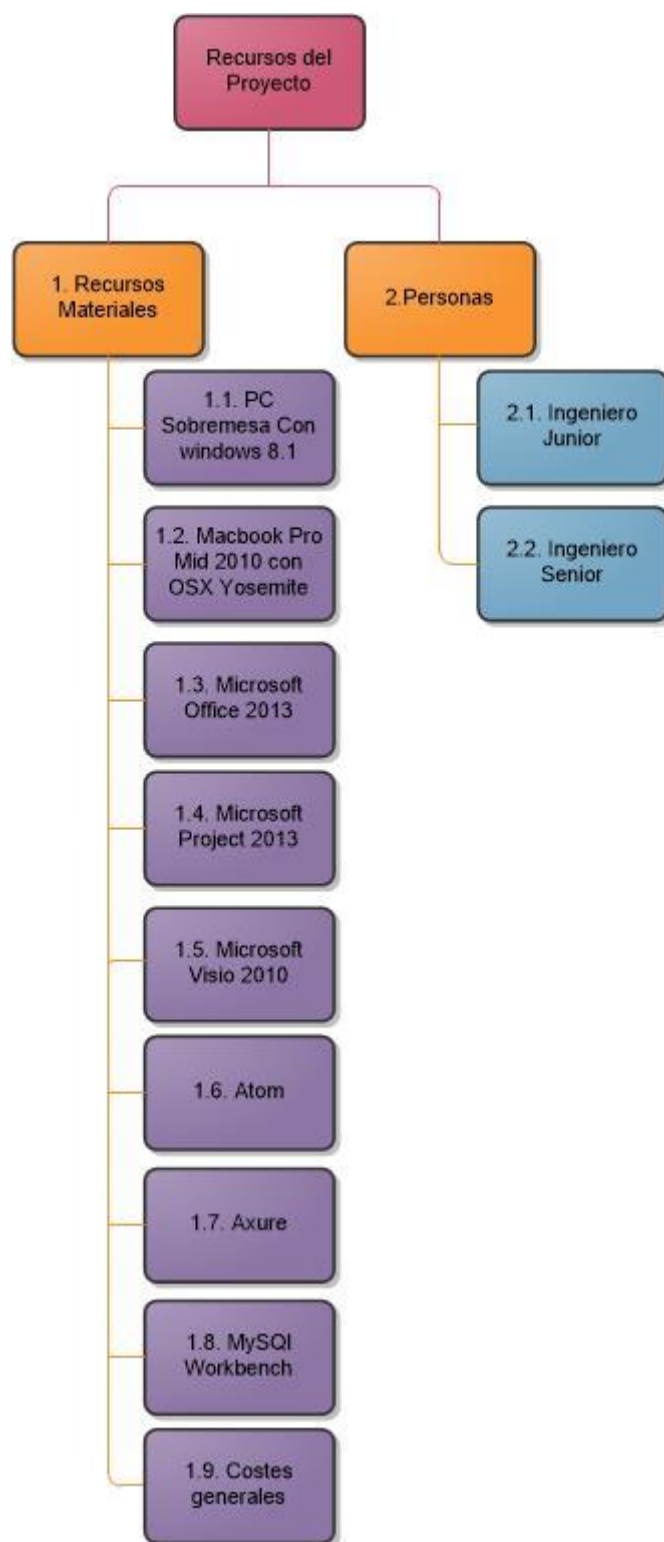 Recursos del
Proyecto
1. Recursos
Materiales
2.Personas
1.1. PC
Sobremesa Con
windows 8.1
1.2. Macbook Pro
Mid 2010 con
OSX Yosemite
1.3. Microsoft
Office 2013
1.4. Microsoft
Project 2013
1.5. Microsoft
Visio 2010
1.6. Atom
1.7. Axure
1.8. MySQl
Workbench
1.9. Costes
generales
2.1. Ingeniero
Junior
2.2. Ingeniero
Senior